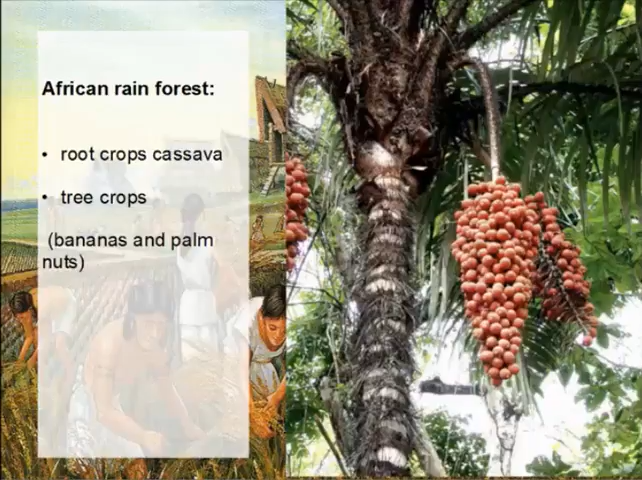 African rain forest:
• root crops cassava
• tree crops
(bananas and palm
nuts)